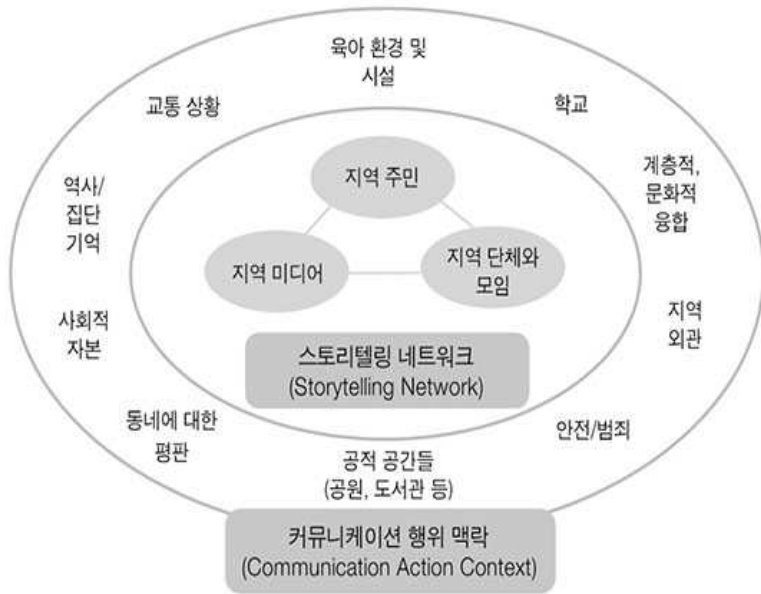 육아 환경 및
시설
교통 상황
학교
역사/
집단
기억
지역 주민
계층적,
문화적
융합
지역 미디어
지역 단체와
모임
사회적
자본
지역
외관
스토리텔링 네트워크
(Storytelling Network)
동네에 대한
평판
안전/범죄
공적 공간들
(공원, 도서관 등)
커뮤니케이션 행위 맥락
(Communication Action Context)